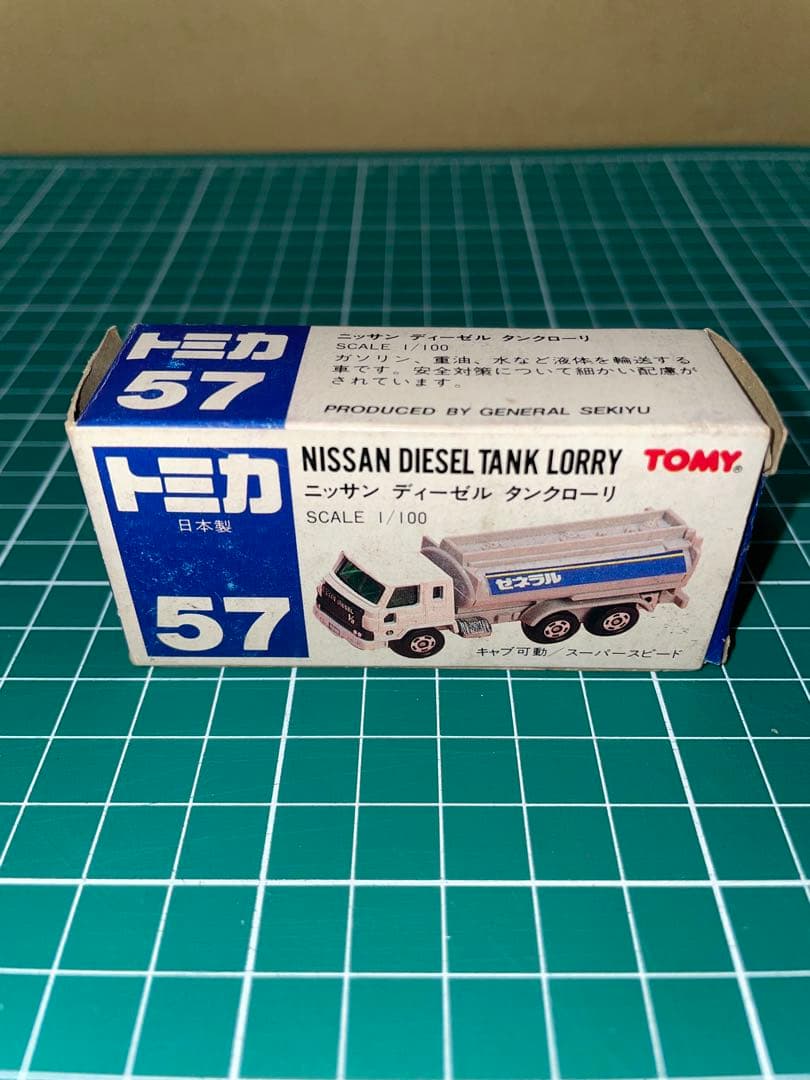 トミカ
57
ニッサン ディーゼル タンクローリ
SCALE 1/100
ガソリン、重油、水など液体を輸送する
車です。安全対策について細かい配慮が
されています。
PRODUCED BY GENERAL SEKIYU
トミカ
日本製
57
NISSAN DIESEL TANK LORRY
TOMY®
ニッサン ディーゼル タンクローリ
SCALE 1/100
ゼネラル
キャブ可動/スーパースピード